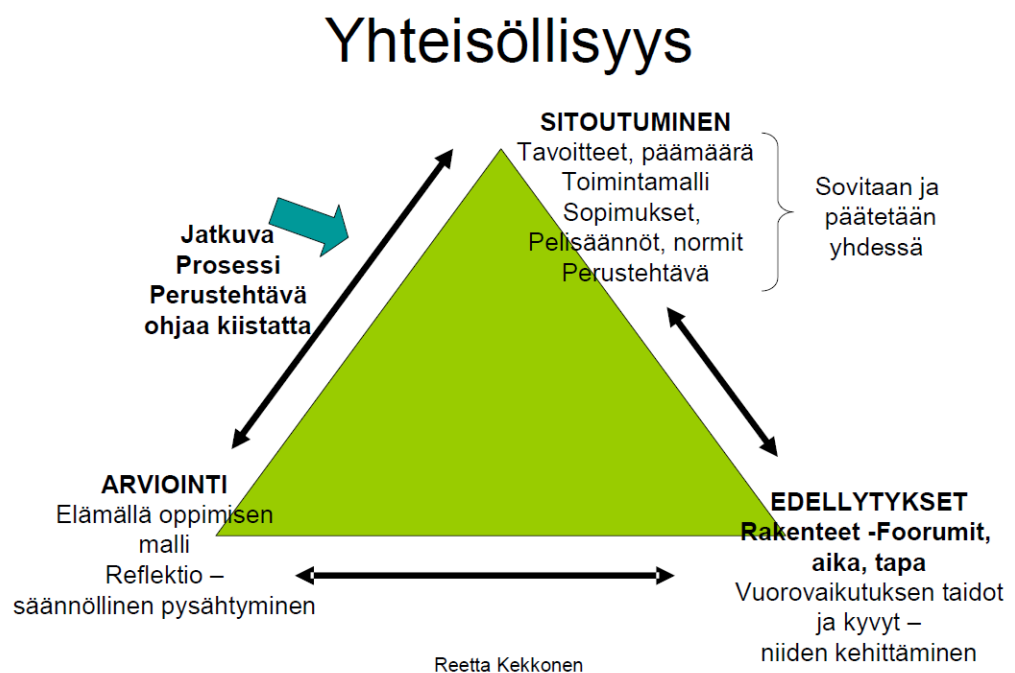 Yhteisöllisyys
SITOUTUMINEN
Tavoitteet, päämäärä
Toimintamalli
Sopimukset,
Pelisäännöt, normit
Perustehtävä
Sovitaan ja
päätetään
yhdessä
Jatkuva
Prosessi
Perustehtävä
ohjaa kiistatta
ARVIOINTI
Elämällä oppimisen
malli
Reflektio –
säännöllinen pysähtyminen
EDELLYTYKSET
Rakenteet -Foorumit,
aika, tapa
Vuorovaikutuksen taidot
ja kyvyt –
niiden kehittäminen
Reetta Kekkonen